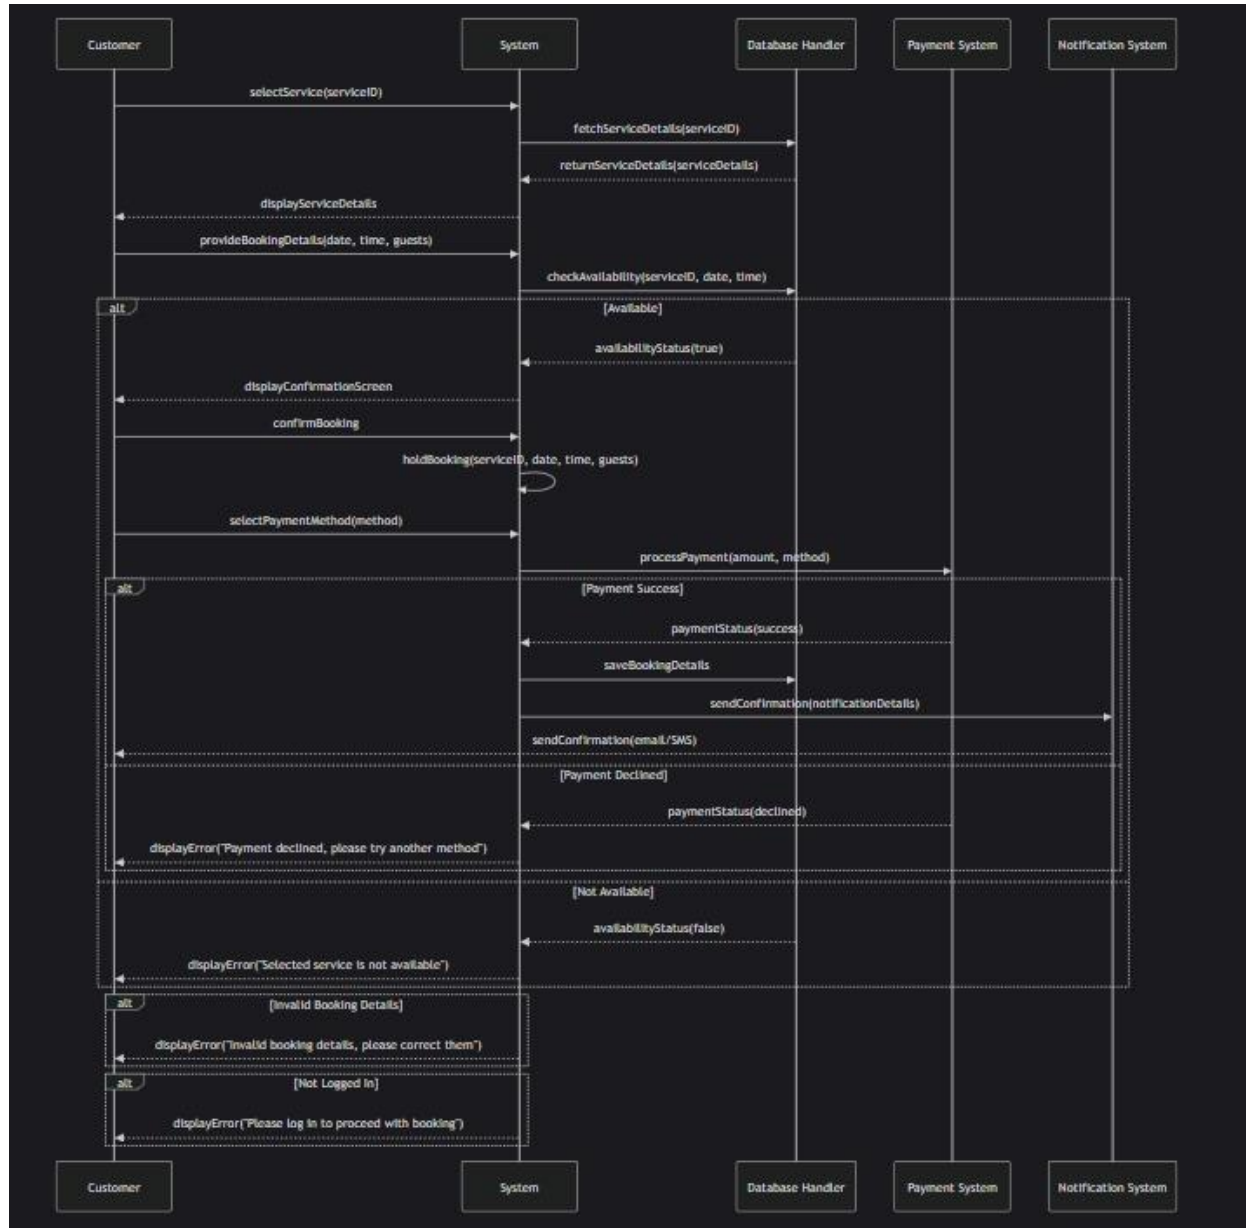 Customer System Database Handler Payment System Notification System
selectService(serviceID)
fetchServiceDetails(serviceID)
returnServiceDetails(serviceDetails)
displayServiceDetails
provideBookingDetails(date, time, guests)
checkAvailability(serviceID, date, time)
alt [Available]
availabilityStatus(true)
displayConfirmationScreen
confirmBooking
holdBooking(serviceID, date, time, guests)
selectPaymentMethod(method)
processPayment(amount, method)
alt [Payment Success]
paymentStatus(success)
saveBookingDetails
sendConfirmation(notificationDetails)
sendConfirmation(email/SMS)
[Payment Declined]
paymentStatus(declined)
displayError("Payment declined, please try another method")
[Not Available]
availabilityStatus(false)
displayError("Selected service is not available")
alt [Invalid Booking Details]
displayError("Invalid booking details, please correct them")
alt [Not Logged In]
displayError("Please log in to proceed with booking")
Customer System Database Handler Payment System Notification System